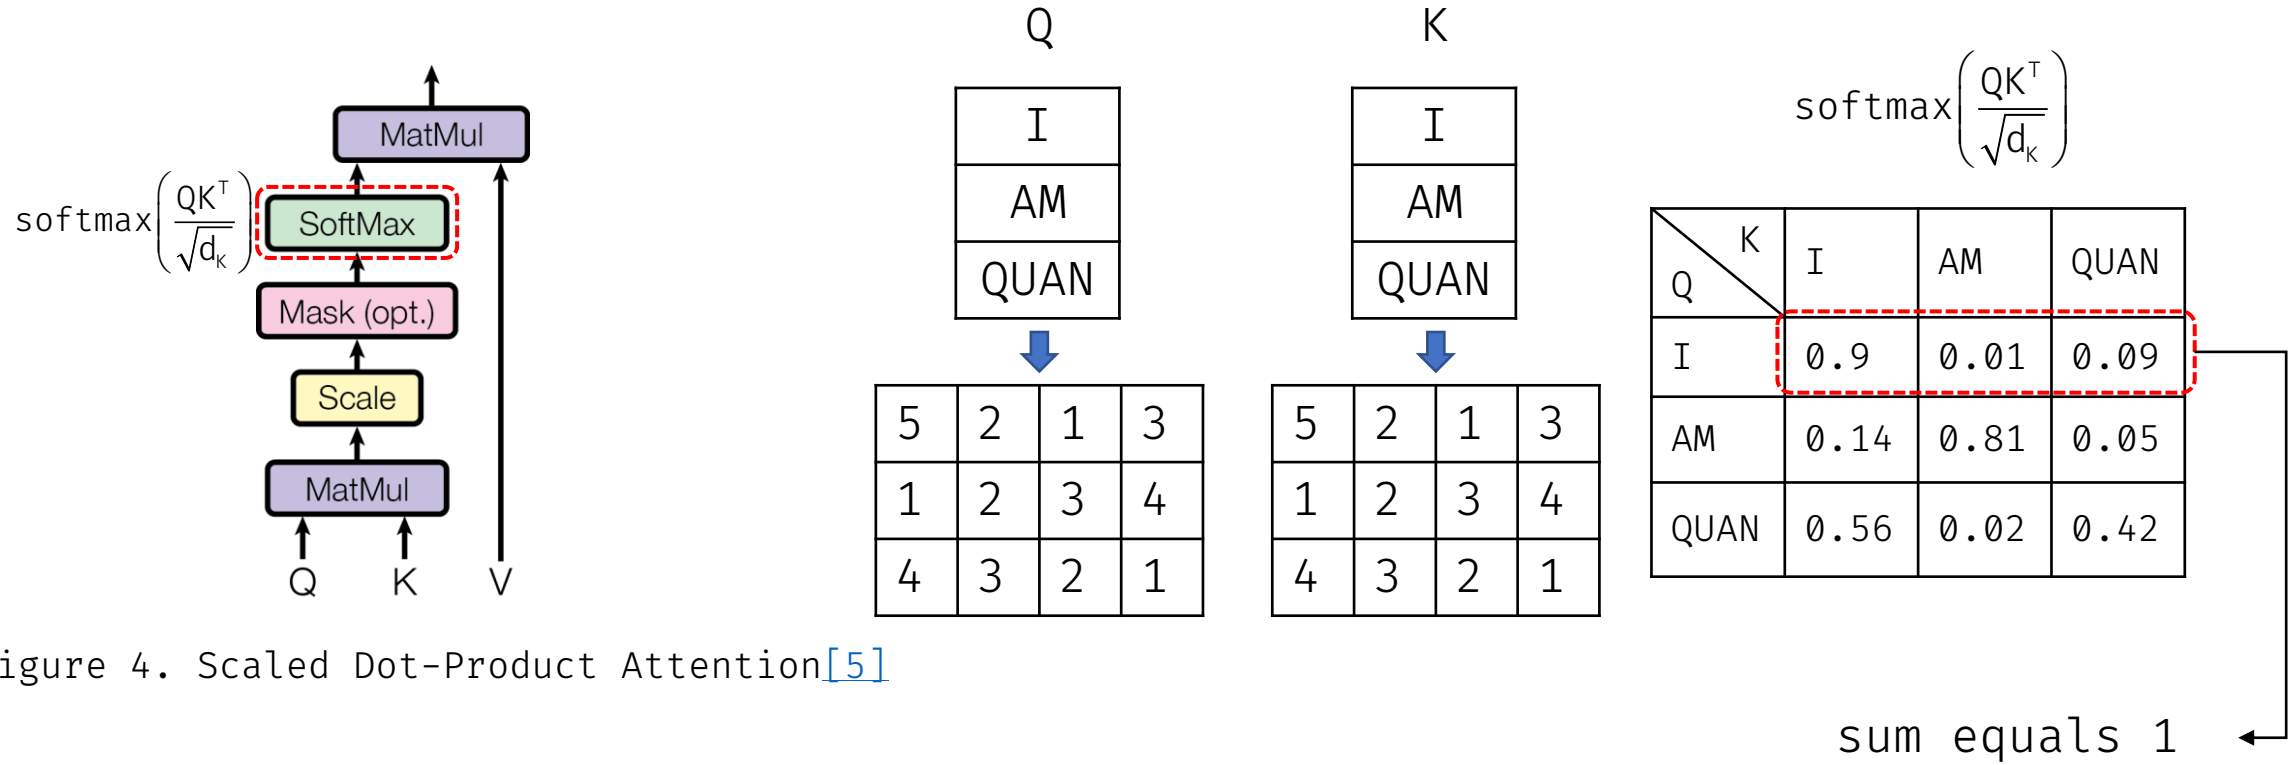 MatMul
softmax(QKᵀ/√d_K)
SoftMax
Mask (opt.)
Scale
MatMul
Q K V
igure 4. Scaled Dot-Product Attention[5]
Q
I
AM
QUAN
5 2 1 3
1 2 3 4
4 3 2 1
K
I
AM
QUAN
5 2 1 3
1 2 3 4
4 3 2 1
softmax(QKᵀ/√d_K)
K
Q
I AM QUAN
I 0.9 0.01 0.09
AM 0.14 0.81 0.05
QUAN 0.56 0.02 0.42
sum equals 1